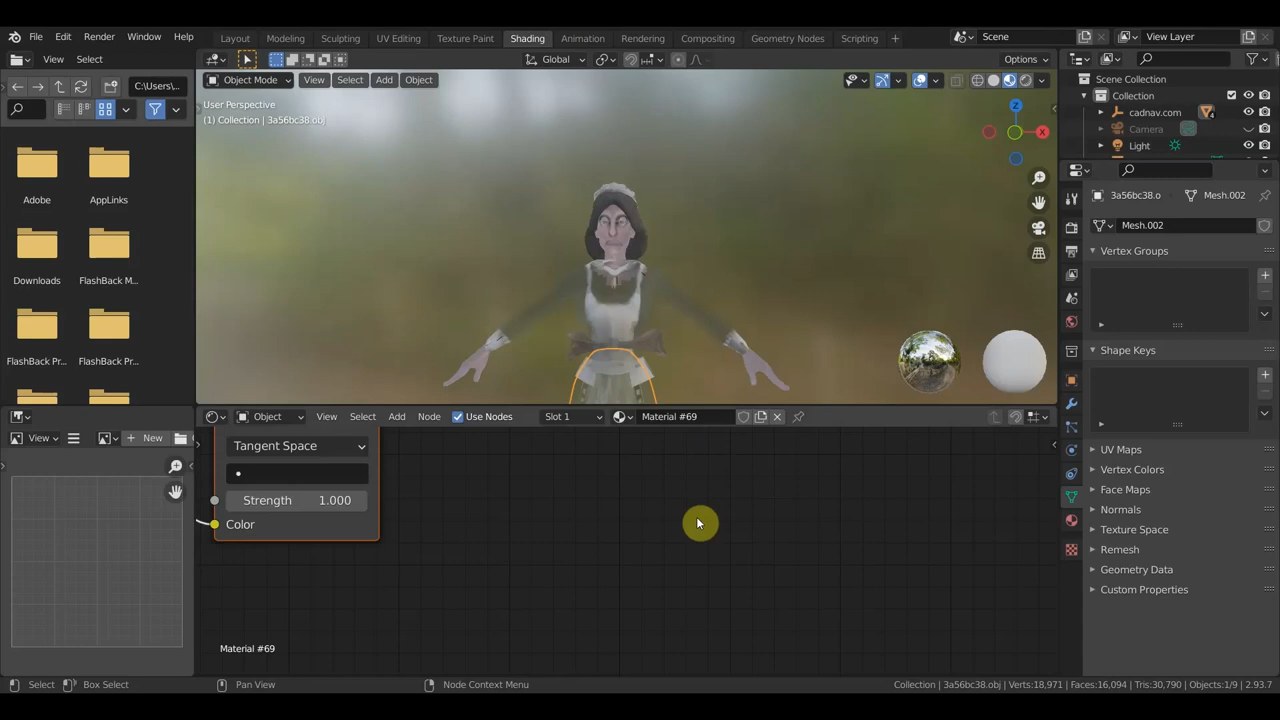 File Edit Render Window Help Layout Modeling Sculpting UV Editing Texture Paint Shading Animation Rendering Compositing Geometry Nodes Scripting + Scene View Layer
View Select Global Options
C:\Users\...
Object Mode View Select Add Object
User Perspective
(1) Collection | 3a56bc38.obj
Z
X
Scene Collection
Collection
cadnav.com
4
Camera
Light
Adobe
AppLinks
Downloads
FlashBack M...
FlashBack Pr...
FlashBack Pr...
3a56bc38.o Mesh.002
Mesh.002
Vertex Groups
Shape Keys
UV Maps
Vertex Colors
Face Maps
Normals
Texture Space
Remesh
Geometry Data
Custom Properties
View New
Object View Select Add Node Use Nodes Slot 1 Material #69
Tangent Space
Strength 1.000
Color
Material #69
Select Box Select Pan View Node Context Menu Collection | 3a56bc38.obj | Verts:18,971 | Faces:16,094 | Tris:30,790 | Objects:1/9 | 2.93.7